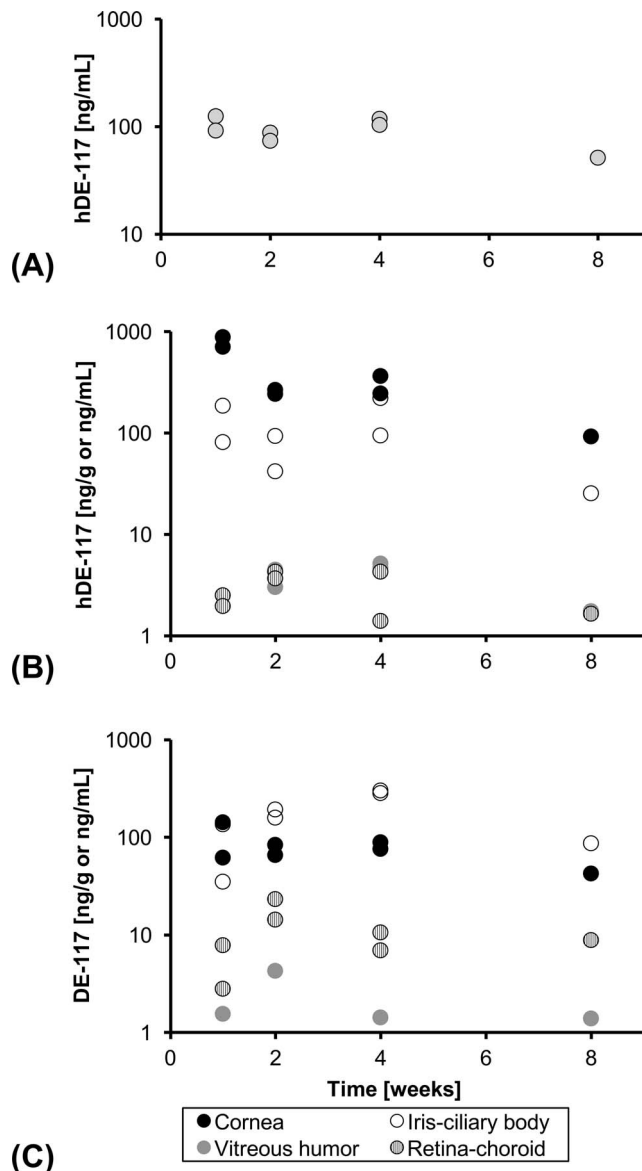 1000
100
10
hDE-117 [ng/mL]
0 2 4 6 8
(A)
1000
100
10
1
hDE-117 [ng/g or ng/mL]
0 2 4 6 8
(B)
1000
100
10
1
DE-117 [ng/g or ng/mL]
0 2 4 6 8
Time [weeks]
Cornea Iris-ciliary body
Vitreous humor Retina-choroid
(C)